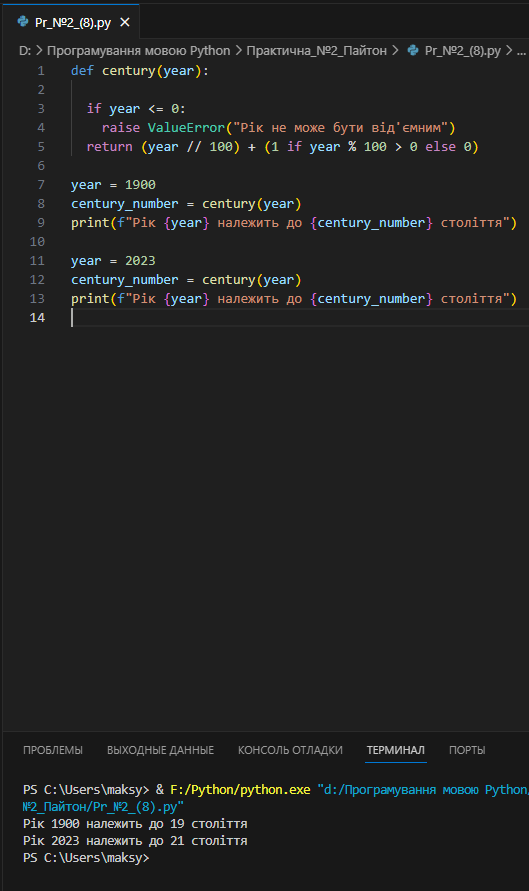 Pr_№2_(8).py ×
D: > Програмування мовою Python > Практична_№2_Пайтон > Pr_№2_(8).py > ...
1 def century(year):
2
3 if year <= 0:
4 raise ValueError("Рік не може бути від'ємним")
5 return (year // 100) + (1 if year % 100 > 0 else 0)
6
7 year = 1900
8 century_number = century(year)
9 print(f"Рік {year} належить до {century_number} століття")
10
11 year = 2023
12 century_number = century(year)
13 print(f"Рік {year} належить до {century_number} століття")
14
ПРОБЛЕМЫ ВЫХОДНЫЕ ДАННЫЕ КОНСОЛЬ ОТЛАДКИ ТЕРМИНАЛ ПОРТЫ
PS C:\Users\maksy> & F:/Python/python.exe "d:/Програмування мовою Python/
№2_Пайтон/Pr_№2_(8).py"
Рік 1900 належить до 19 століття
Рік 2023 належить до 21 століття
PS C:\Users\maksy>